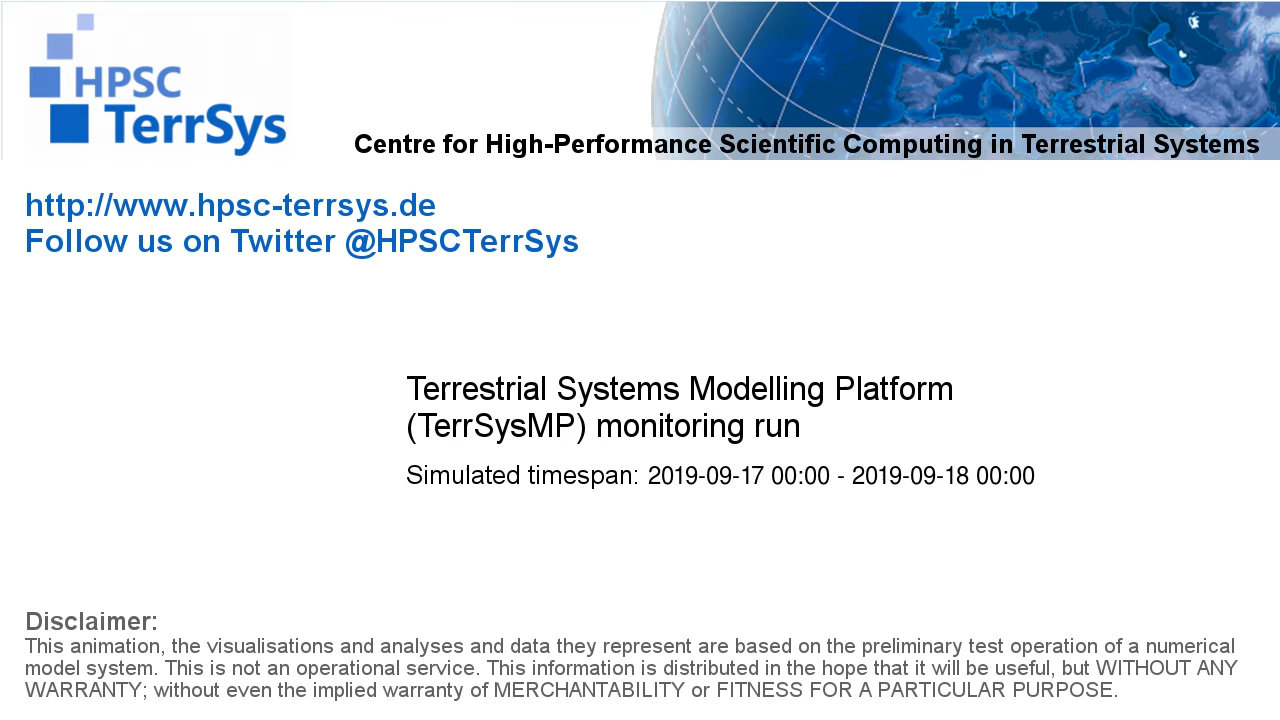 HPSC
TerrSys
Centre for High-Performance Scientific Computing in Terrestrial Systems
http://www.hpsc-terrsys.de
Follow us on Twitter @HPSCTerrSys
Terrestrial Systems Modelling Platform
(TerrSysMP) monitoring run
Simulated timespan: 2019-09-17 00:00 - 2019-09-18 00:00
Disclaimer:
This animation, the visualisations and analyses and data they represent are based on the preliminary test operation of a numerical
model system. This is not an operational service. This information is distributed in the hope that it will be useful, but WITHOUT ANY
WARRANTY; without even the implied warranty of MERCHANTABILITY or FITNESS FOR A PARTICULAR PURPOSE.